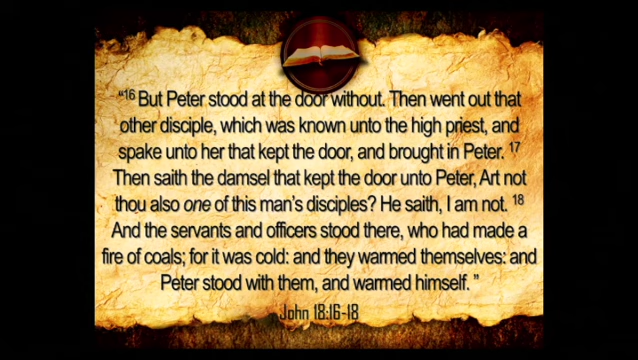 “16 But Peter stood at the door without. Then went out that
other disciple, which was known unto the high priest, and
spake unto her that kept the door, and brought in Peter. 17
Then saith the damsel that kept the door unto Peter, Art not
thou also one of this man’s disciples? He saith, I am not. 18
And the servants and officers stood there, who had made a
fire of coals; for it was cold: and they warmed themselves: and
Peter stood with them, and warmed himself. ”
John 18:16-18